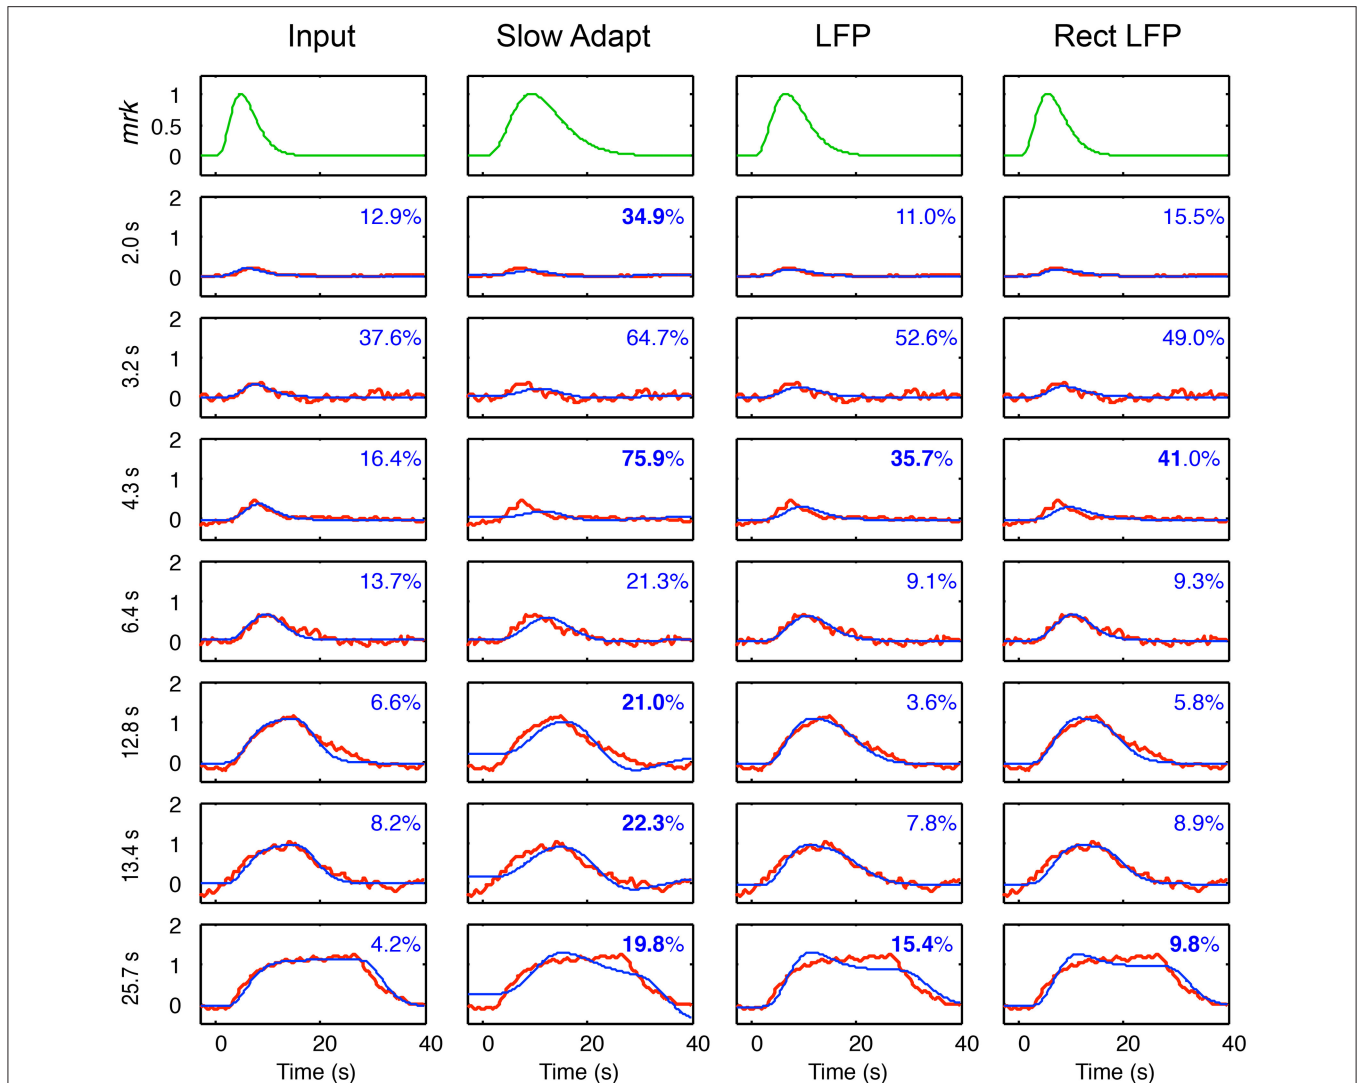 Input Slow Adapt LFP Rect LFP
mrk
1
0.5
0
2.0 s
2
1
0
12.9% 34.9% 11.0% 15.5%
3.2 s
2
1
0
37.6% 64.7% 52.6% 49.0%
4.3 s
2
1
0
16.4% 75.9% 35.7% 41.0%
6.4 s
2
1
0
13.7% 21.3% 9.1% 9.3%
12.8 s
2
1
0
6.6% 21.0% 3.6% 5.8%
13.4 s
2
1
0
8.2% 22.3% 7.8% 8.9%
25.7 s
2
1
0
4.2% 19.8% 15.4% 9.8%
0 20 40 0 20 40 0 20 40 0 20 40
Time (s) Time (s) Time (s) Time (s)